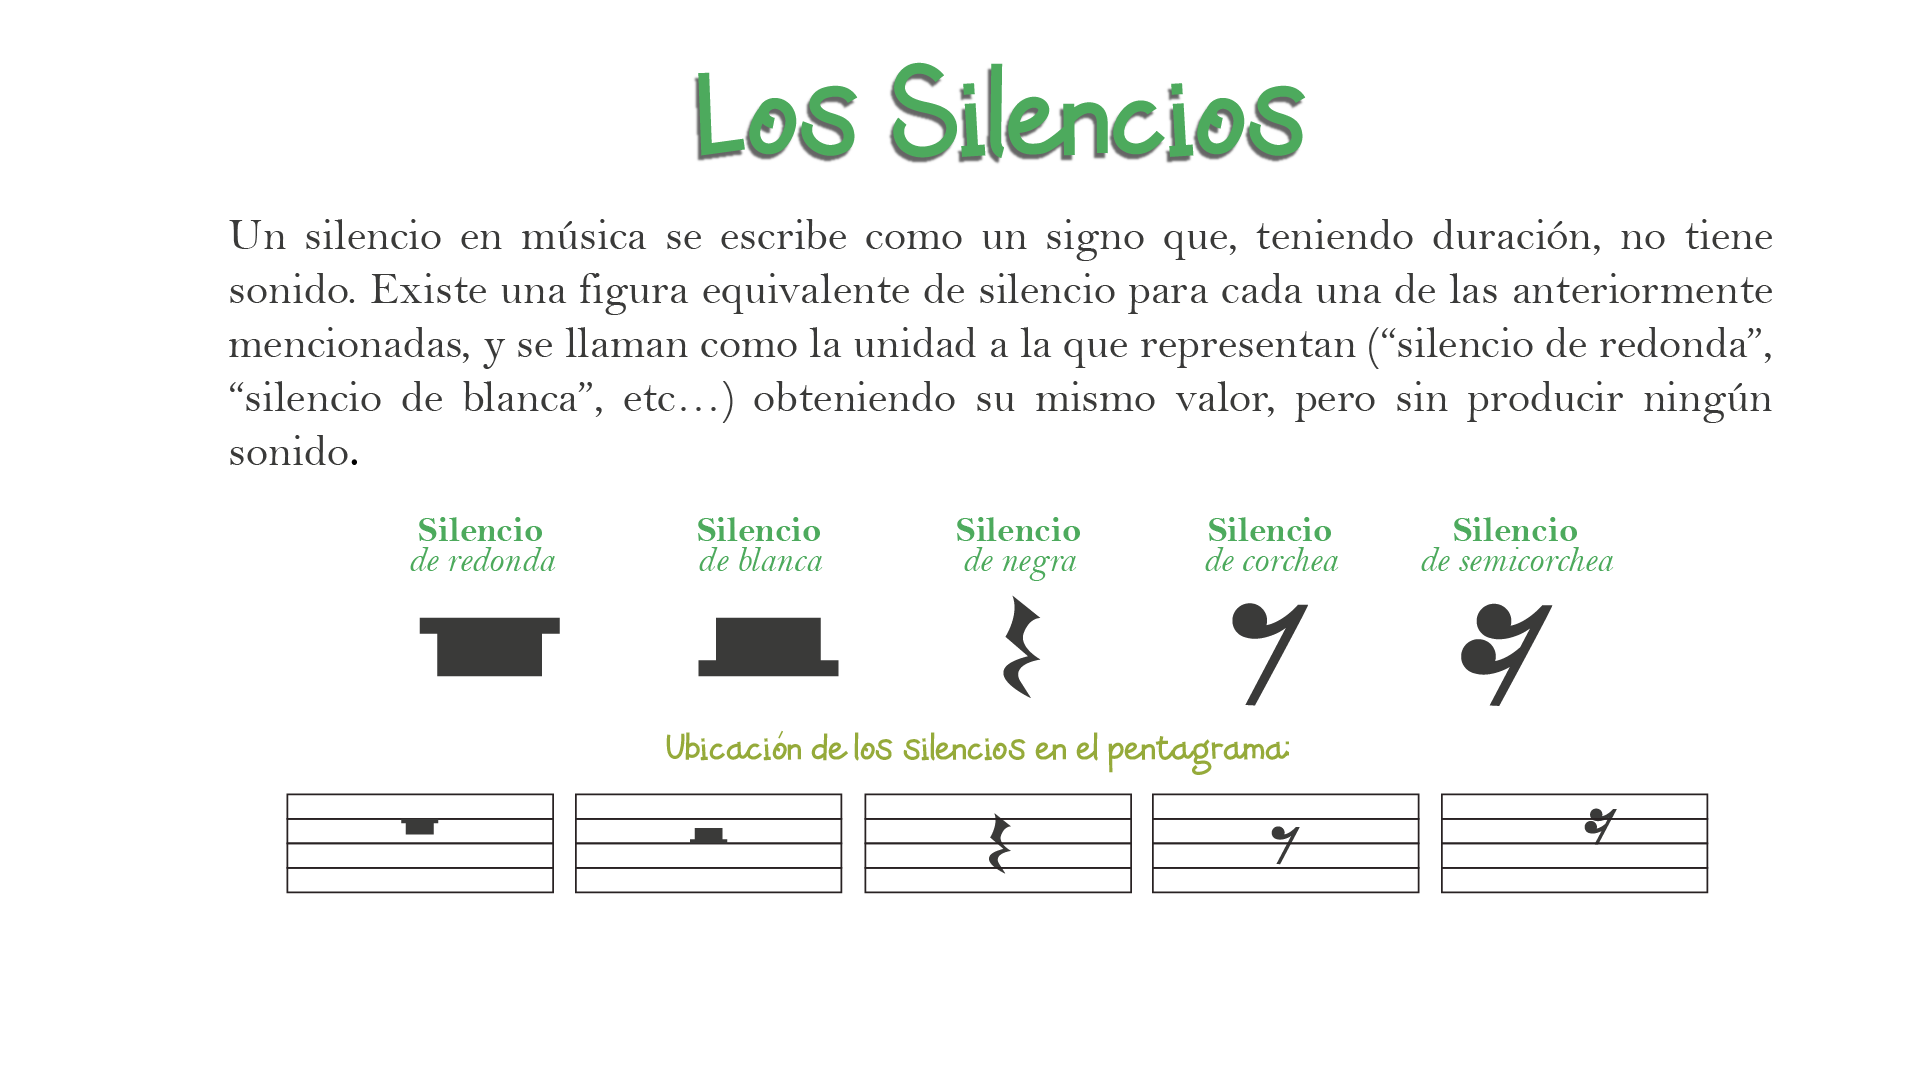 Los Silencios
Un silencio en música se escribe como un signo que, teniendo duración, no tiene
sonido. Existe una figura equivalente de silencio para cada una de las anteriormente
mencionadas, y se llaman como la unidad a la que representan (“silencio de redonda”,
“silencio de blanca”, etc…) obteniendo su mismo valor, pero sin producir ningún
sonido.
Silencio
de redonda
Silencio
de blanca
Silencio
de negra
Silencio
de corchea
Silencio
de semicorchea
Ubicación de los silencios en el pentagrama: